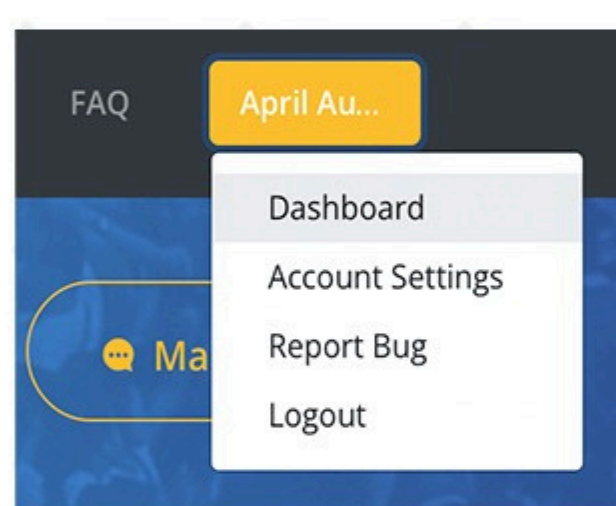 FAQ
April Au...
Dashboard
Account Settings
Report Bug
Logout
Ma